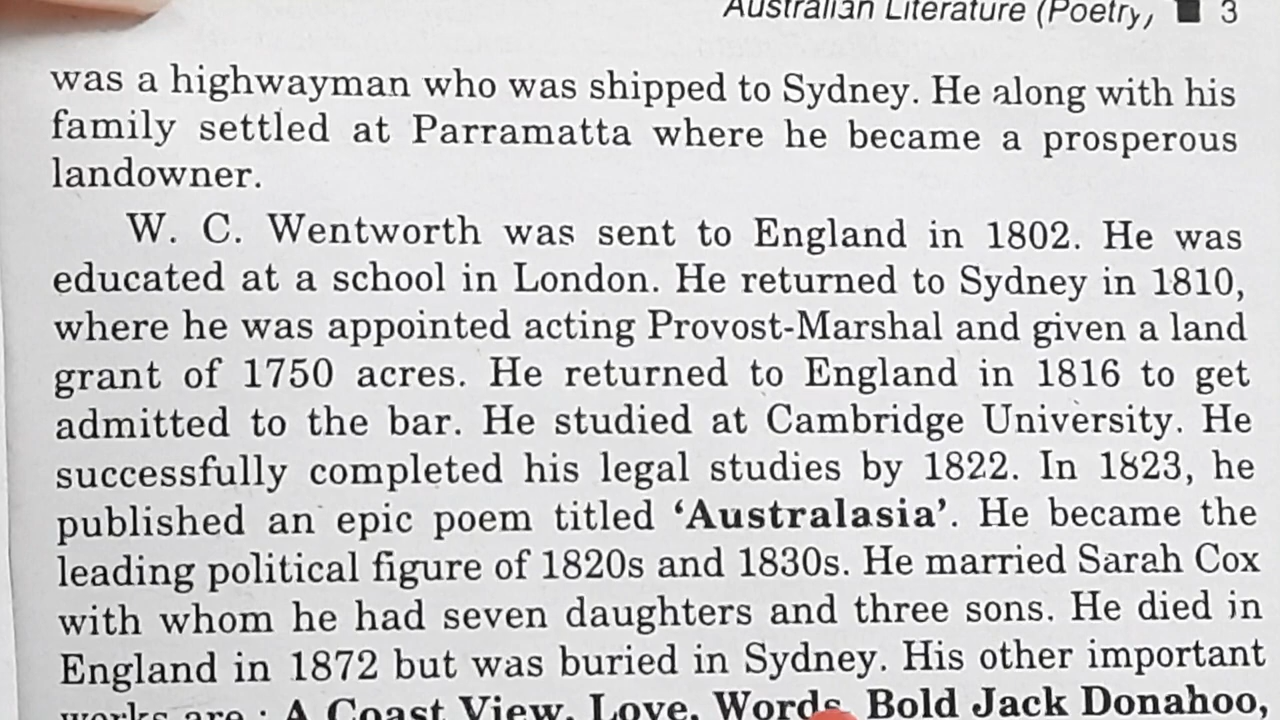 Australian Literature (Poetry) ■ 3
was a highwayman who was shipped to Sydney. He along with his
family settled at Parramatta where he became a prosperous
landowner.
W. C. Wentworth was sent to England in 1802. He was
educated at a school in London. He returned to Sydney in 1810,
where he was appointed acting Provost-Marshal and given a land
grant of 1750 acres. He returned to England in 1816 to get
admitted to the bar. He studied at Cambridge University. He
successfully completed his legal studies by 1822. In 1823, he
published an epic poem titled ‘Australasia’. He became the
leading political figure of 1820s and 1830s. He married Sarah Cox
with whom he had seven daughters and three sons. He died in
England in 1872 but was buried in Sydney. His other important
works are : A Coast View, Love, Words, Bold Jack Donahoo,